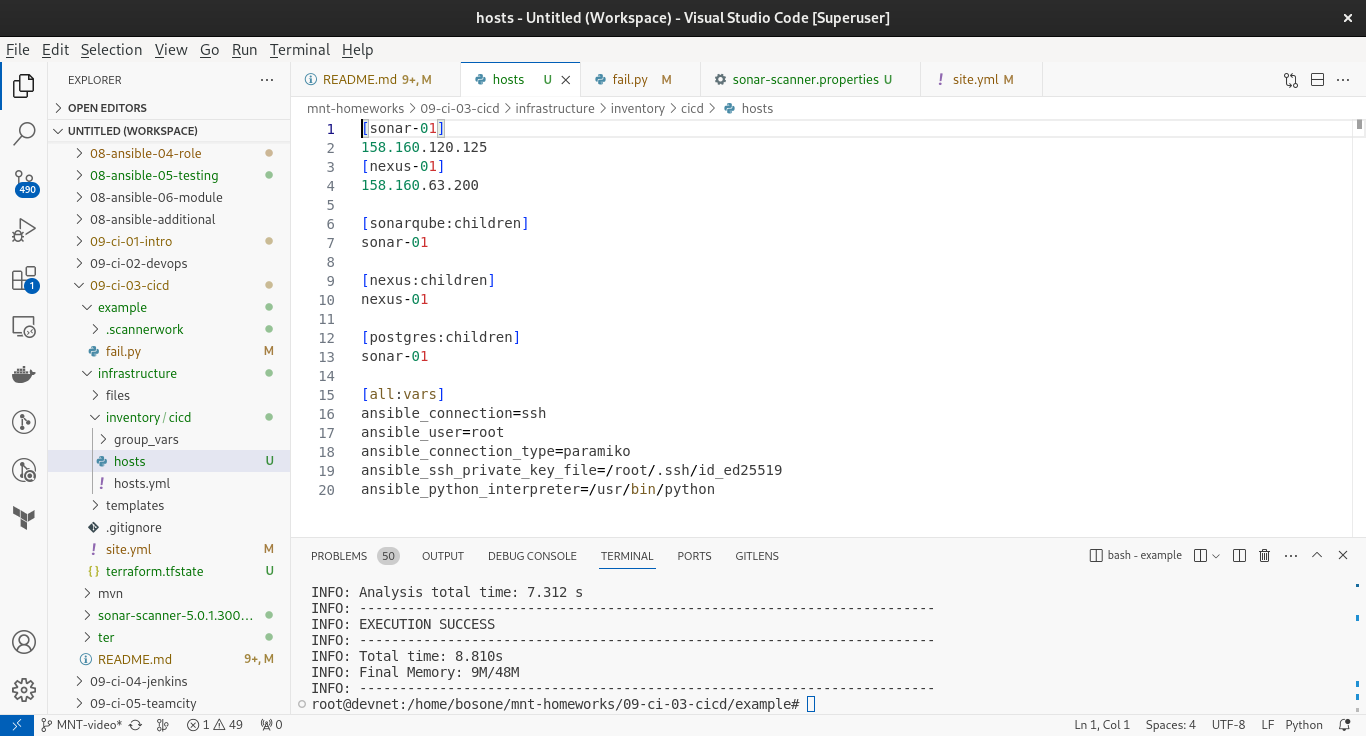 hosts - Untitled (Workspace) - Visual Studio Code [Superuser]
File Edit Selection View Go Run Terminal Help
EXPLORER
OPEN EDITORS
UNTITLED (WORKSPACE)
08-ansible-04-role
08-ansible-05-testing
08-ansible-06-module
08-ansible-additional
09-ci-01-intro
09-ci-02-devops
09-ci-03-cicd
example
.scannerwork
fail.py M
infrastructure
files
inventory / cicd
group_vars
hosts U
hosts.yml
templates
.gitignore
site.yml M
terraform.tfstate U
mvn
sonar-scanner-5.0.1.300...
ter
README.md 9+, M
09-ci-04-jenkins
09-ci-05-teamcity
490
1
README.md 9+, M hosts U fail.py M sonar-scanner.properties U site.yml M
mnt-homeworks > 09-ci-03-cicd > infrastructure > inventory > cicd > hosts
1 [sonar-01]
2 158.160.120.125
3 [nexus-01]
4 158.160.63.200
5
6 [sonarqube:children]
7 sonar-01
8
9 [nexus:children]
10 nexus-01
11
12 [postgres:children]
13 sonar-01
14
15 [all:vars]
16 ansible_connection=ssh
17 ansible_user=root
18 ansible_connection_type=paramiko
19 ansible_ssh_private_key_file=/root/.ssh/id_ed25519
20 ansible_python_interpreter=/usr/bin/python
PROBLEMS 50 OUTPUT DEBUG CONSOLE TERMINAL PORTS GITLENS bash - example
INFO: Analysis total time: 7.312 s
INFO: ------------------------------------------------------------------------
INFO: EXECUTION SUCCESS
INFO: ------------------------------------------------------------------------
INFO: Total time: 8.810s
INFO: Final Memory: 9M/48M
INFO: ------------------------------------------------------------------------
root@devnet:/home/bosone/mnt-homeworks/09-ci-03-cicd/example#
MNT-video* 1 49 0 Ln 1, Col 1 Spaces: 4 UTF-8 LF Python